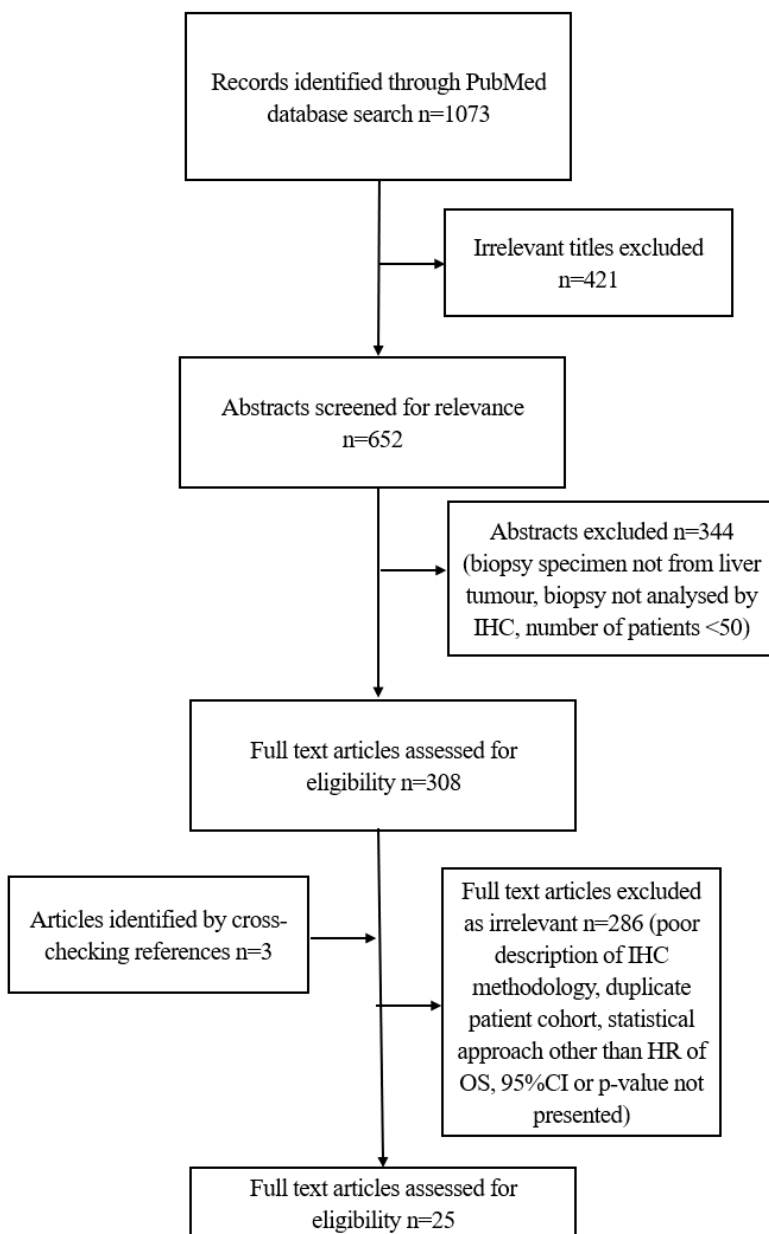 Records identified through PubMed
database search n=1073
Irrelevant titles excluded
n=421
Abstracts screened for relevance
n=652
Abstracts excluded n=344
(biopsy specimen not from liver
tumour, biopsy not analysed by
IHC, number of patients <50)
Full text articles assessed for
eligibility n=308
Articles identified by cross-
checking references n=3
Full text articles excluded
as irrelevant n=286 (poor
description of IHC
methodology, duplicate
patient cohort, statistical
approach other than HR of
OS, 95%CI or p-value not
presented)
Full text articles assessed for
eligibility n=25